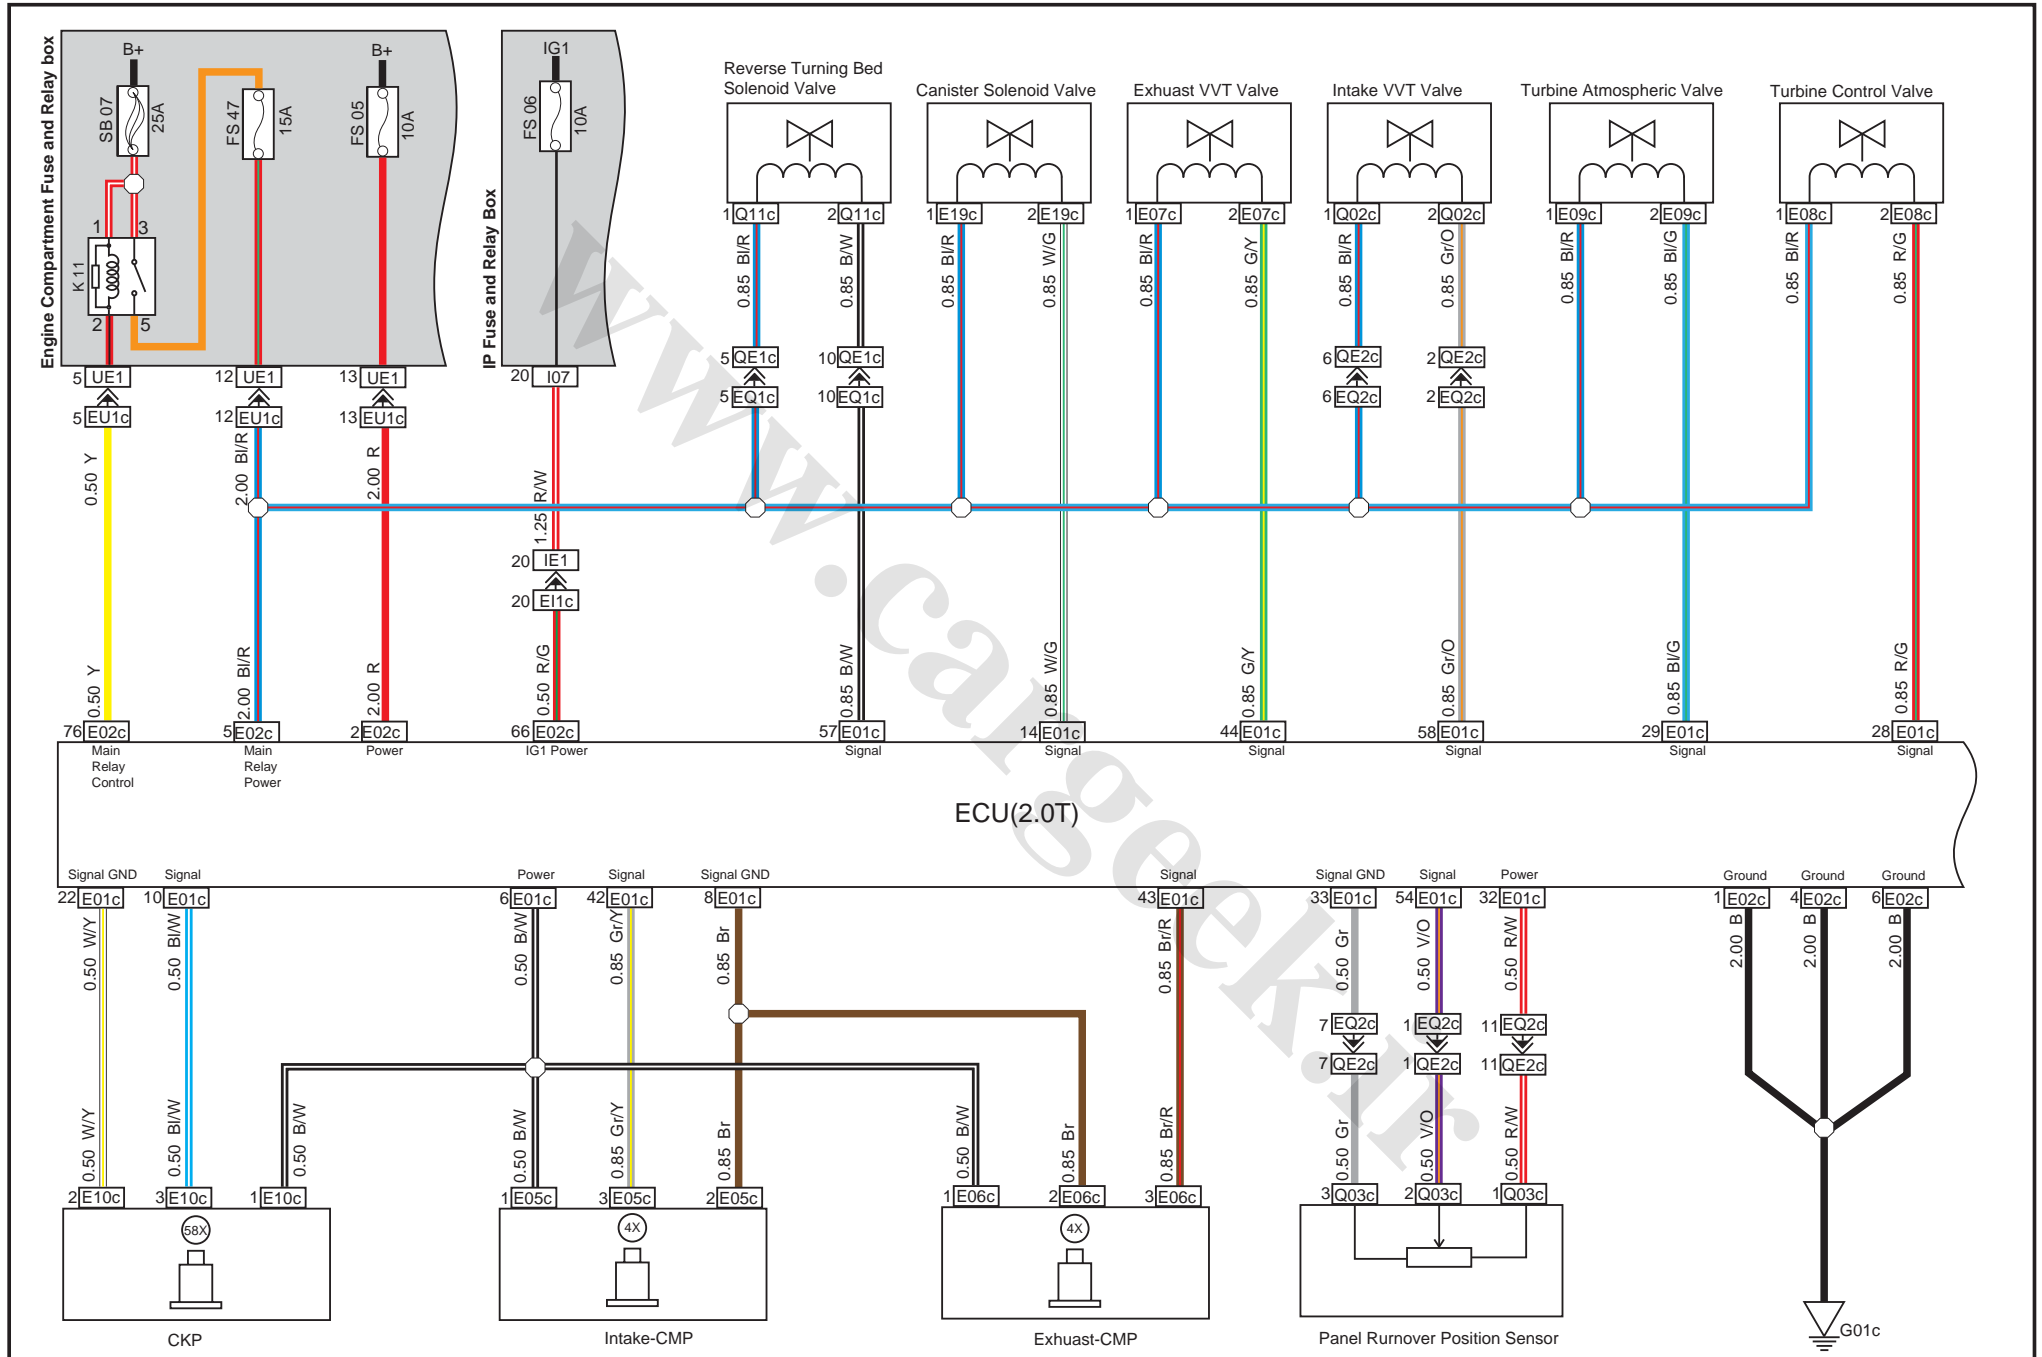 Engine Compartment Fuse and Relay box
B+
SB 07
25A
FS 47
15A
B+
FS 05
10A
1
3
K 11
2
5
IP Fuse and Relay Box
IG1
FS 06
10A
Reverse Turning Bed
Solenoid Valve
Canister Solenoid Valve
Exhuast VVT Valve
Intake VVT Valve
Turbine Atmospheric Valve
Turbine Control Valve
1 Q11c
2 Q11c
1 E19c
2 E19c
1 E07c
2 E07c
1 Q02c
2 Q02c
1 E09c
2 E09c
1 E08c
2 E08c
0.85 Bl/R
0.85 B/W
0.85 Bl/R
0.85 W/G
0.85 Bl/R
0.85 G/Y
0.85 Bl/R
0.85 Gr/O
0.85 Bl/R
0.85 Bl/G
0.85 Bl/R
0.85 R/G
5 QE1c
10 QE1c
6 QE2c
2 QE2c
5 EQ1c
10 EQ1c
6 EQ2c
2 EQ2c
5 UE1
12 UE1
13 UE1
20 I07
5 EU1c
12 EU1c
13 EU1c
0.50 Y
2.00 Bl/R
2.00 R
1.25 R/W
20 IE1
20 EI1c
0.50 Y
2.00 Bl/R
2.00 R
0.50 R/G
0.85 B/W
0.85 W/G
0.85 G/Y
0.85 Gr/O
0.85 Bl/G
0.85 R/G
76 E02c
5 E02c
2 E02c
66 E02c
57 E01c
14 E01c
44 E01c
58 E01c
29 E01c
28 E01c
Main
Relay
Control
Main
Relay
Power
Power
IG1 Power
Signal
Signal
Signal
Signal
Signal
Signal
ECU(2.0T)
Signal GND
Signal
Power
Signal
Signal GND
Signal
Signal GND
Signal
Power
Ground
Ground
Ground
22 E01c
10 E01c
6 E01c
42 E01c
8 E01c
43 E01c
33 E01c
54 E01c
32 E01c
1 E02c
4 E02c
6 E02c
0.50 W/Y
0.50 Bl/W
0.50 B/W
0.85 Gr/Y
0.85 Br
0.85 Br/R
0.50 Gr
0.50 V/O
0.50 R/W
2.00 B
2.00 B
2.00 B
7 EQ2c
1 EQ2c
11 EQ2c
7 QE2c
1 QE2c
11 QE2c
0.50 W/Y
0.50 Bl/W
0.50 B/W
0.50 B/W
0.85 Gr/Y
0.85 Br
0.50 B/W
0.85 Br
0.85 Br/R
0.50 Gr
0.50 V/O
0.50 R/W
2 E10c
3 E10c
1 E10c
1 E05c
3 E05c
2 E05c
1 E06c
2 E06c
3 E06c
3 Q03c
2 Q03c
1 Q03c
58X
4X
4X
CKP
Intake-CMP
Exhuast-CMP
Panel Rurnover Position Sensor
G01c
www.cargeek.ir